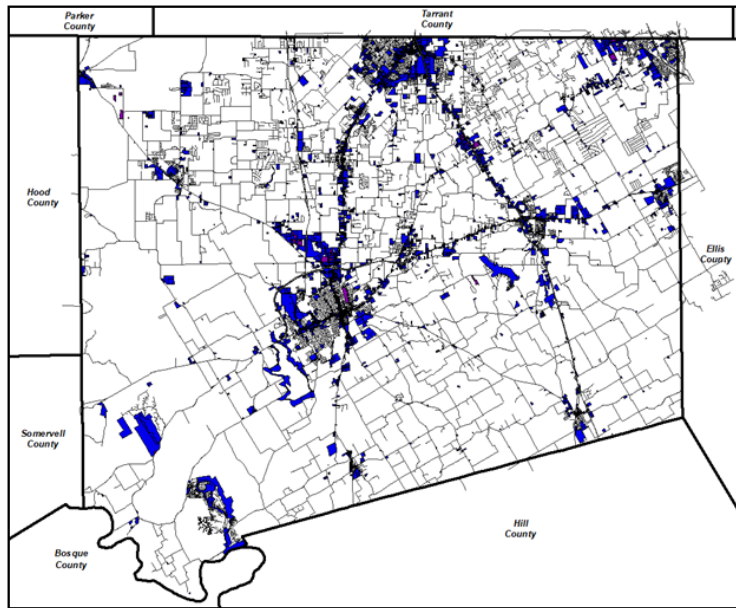 Parker
County
Tarrant
County
Hood
County
Ellis
County
Somervell
County
Hill
County
Bosque
County